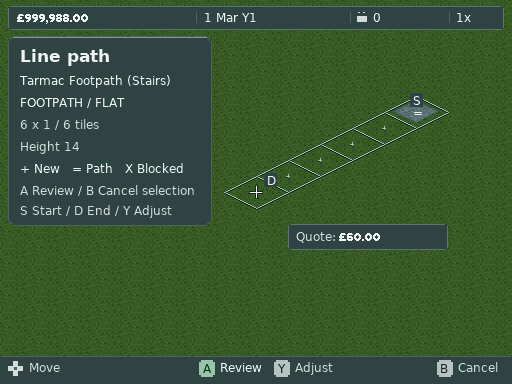 £999,988.00
1 Mar Y1
0
1x
Line path
Tarmac Footpath (Stairs)
FOOTPATH / FLAT
6 x 1 / 6 tiles
Height 14
+ New = Path X Blocked
A Review / B Cancel selection
S Start / D End / Y Adjust
S
=
+
+
+
+
D
Quote: £60.00
Move
A Review
Y Adjust
B Cancel